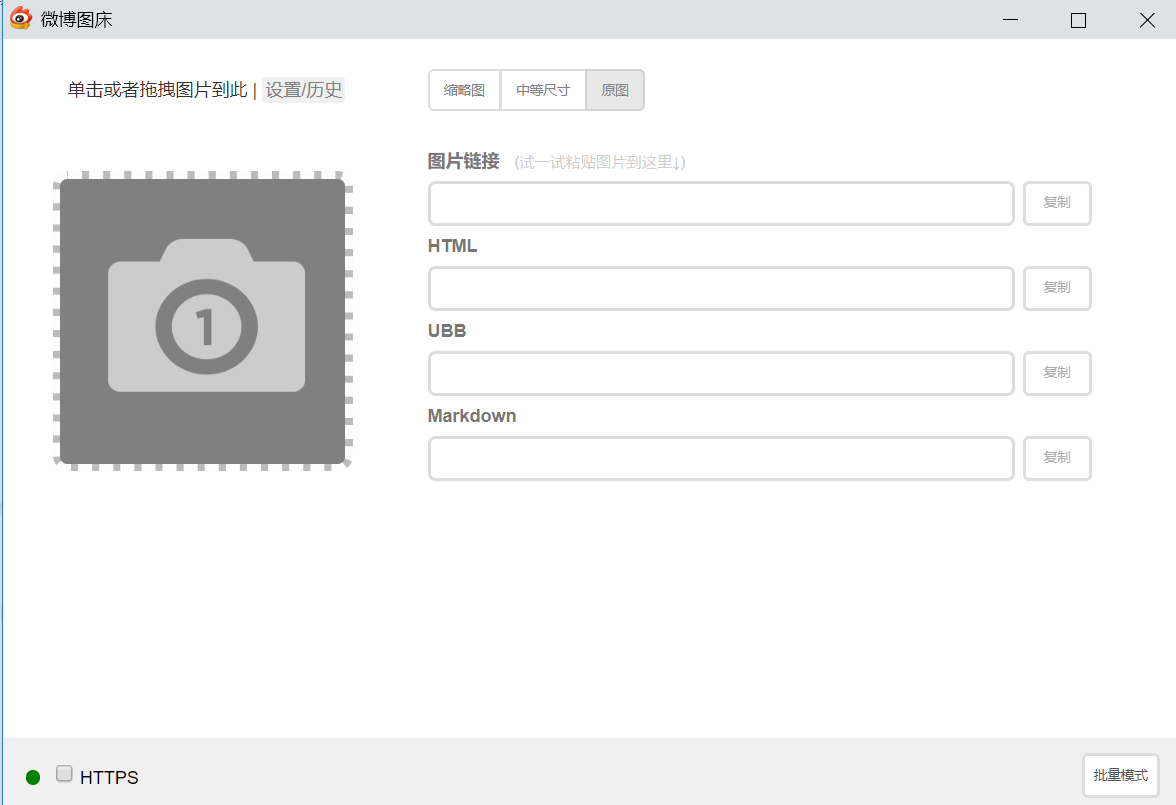 微博图床
单击或者拖拽图片到此 | 设置/历史
缩略图 中等尺寸 原图
1
图片链接 (试一试粘贴图片到这里↓)
复制
HTML
复制
UBB
复制
Markdown
复制
HTTPS
批量模式